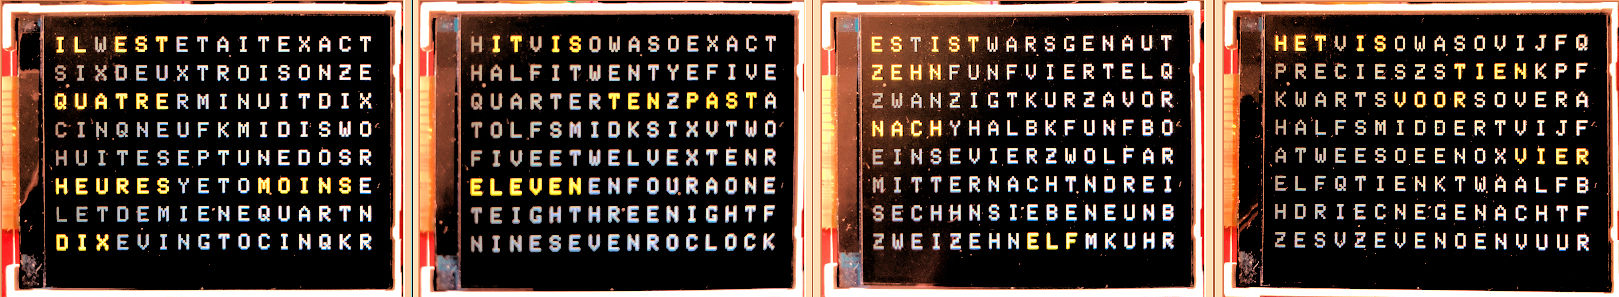 ILWESTETAITEXACT
SIXDEUXTROISONZE
QUATRERMINUITDIX
CINQNEUFKMIDISWO
HUITESEPTUNEDOSR
HEURESYETOMOINSE
LETDEMIENEQUARTN
DIXEVINGTOCINQKR
HITVISOWASOEXACT
HALFITWENTYEFIVE
QUARTERTENZPASTA
TOLFSMIDKSIXVTWO
FIVEETWELVEXTENR
ELEVENENFOURAONE
TEIGHTHREENIGHTF
NINESEVENROCLOCK
ESTISTWARSGENAUT
ZEHNFUNFVIERTELQ
ZWANZIGTKURZAVOR
NACHYHALBKFUNFBO
EINSEVIERZWOLFAR
MITTERNACHTNDREI
SECHHNSIEBENEUNB
ZWEIZEHNELFMKUHR
HETVISOWASOVIJFQ
PRECIESZSTIENKPF
KWARTSVOORSOVERA
HALFSMIDDERTVIJF
ATWEESOEENOXVIER
ELFQTIENKTWAALFB
HDRIECNEGENACHTF
ZESVZEVENOENVUUR